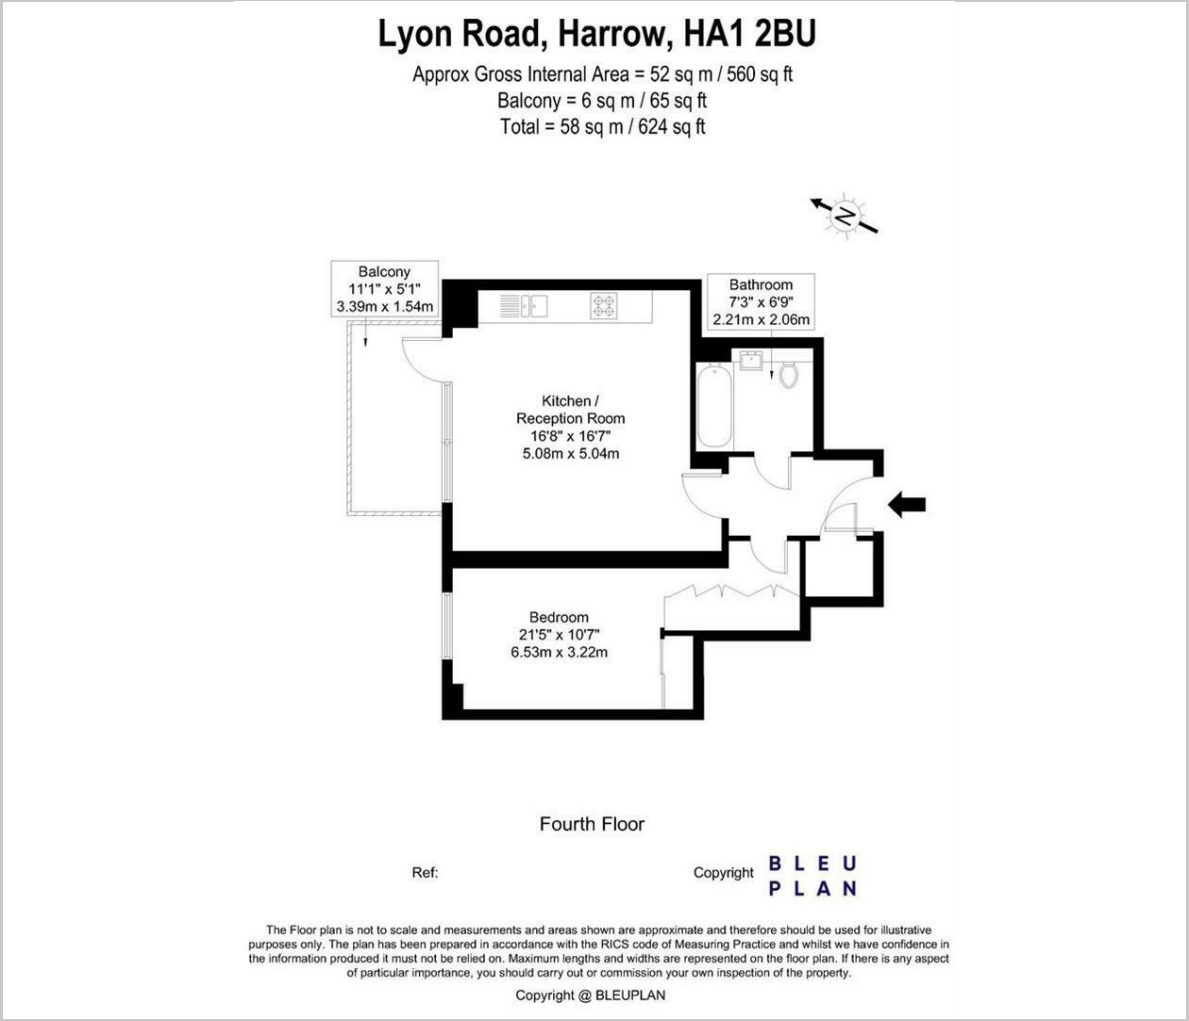 Lyon Road, Harrow, HA1 2BU
Approx Gross Internal Area = 52 sq m / 560 sq ft
Balcony = 6 sq m / 65 sq ft
Total = 58 sq m / 624 sq ft
N
Balcony
11'1" x 5'1"
3.39m x 1.54m
Bathroom
7'3" x 6'9"
2.21m x 2.06m
Kitchen /
Reception Room
16'8" x 16'7"
5.08m x 5.04m
Bedroom
21'5" x 10'7"
6.53m x 3.22m
Fourth Floor
Ref:
Copyright
BLEU
PLAN
The Floor plan is not to scale and measurements and areas shown are approximate and therefore should be used for illustrative
purposes only. The plan has been prepared in accordance with the RICS code of Measuring Practice and whilst we have confidence in
the information produced it must not be relied on. Maximum lengths and widths are represented on the floor plan. If there is any aspect
of particular importance, you should carry out or commission your own inspection of the property.
Copyright @ BLEUPLAN